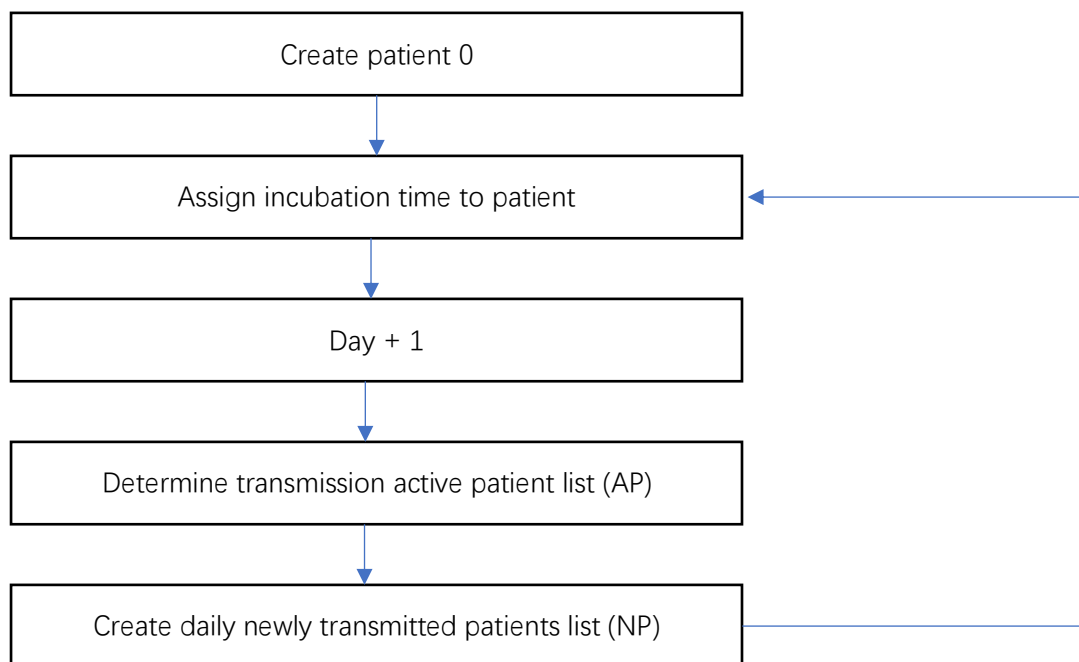 Create patient 0
Assign incubation time to patient
Day + 1
Determine transmission active patient list (AP)
Create daily newly transmitted patients list (NP)